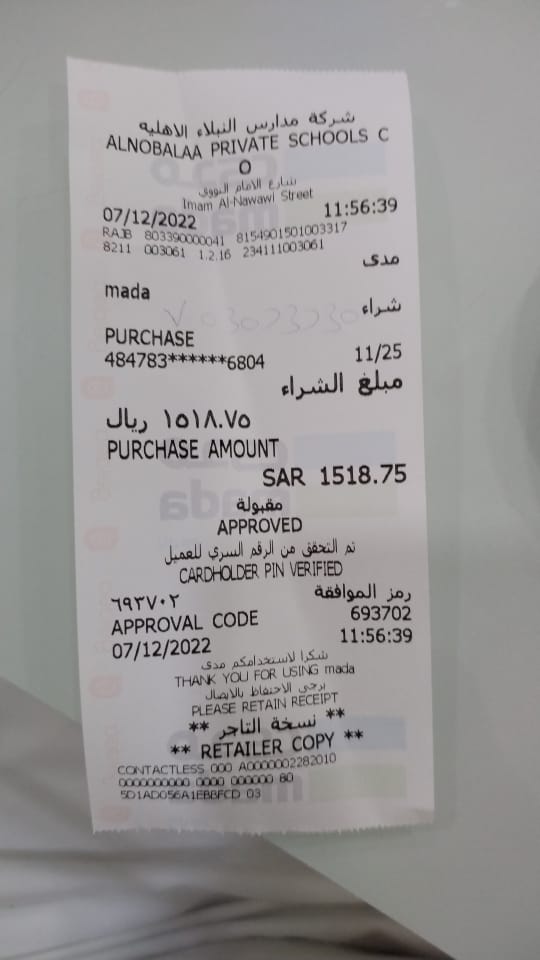 شركة مدارس النبلاء الاهليه
ALNOBALAA PRIVATE SCHOOLS C
O
شارع الامام النووي
Imam Al-Nawawi Street
07/12/2022 11:56:39
RAJB 803390000041 8154901501003317
8211 003061 1.2.16 234111003061
مدى
mada
شراء
PURCHASE
484783******6804 11/25
مبلغ الشراء
١٥١٨.٧٥ ريال
PURCHASE AMOUNT
SAR 1518.75
مقبولة
APPROVED
تم التحقق من الرقم السري للعميل
CARDHOLDER PIN VERIFIED
رمز الموافقة
٦٩٣٧٠٢ 693702
APPROVAL CODE
07/12/2022 11:56:39
شكرا لاستخدامكم مدى
THANK YOU FOR USING mada
يرجى الاحتفاظ بالايصال
PLEASE RETAIN RECEIPT
** نسخة التاجر **
** RETAILER COPY **
CONTACTLESS 000 A0000002282010
0000000000 0000 000000 80
5D1AD056A1EBBFCD 03